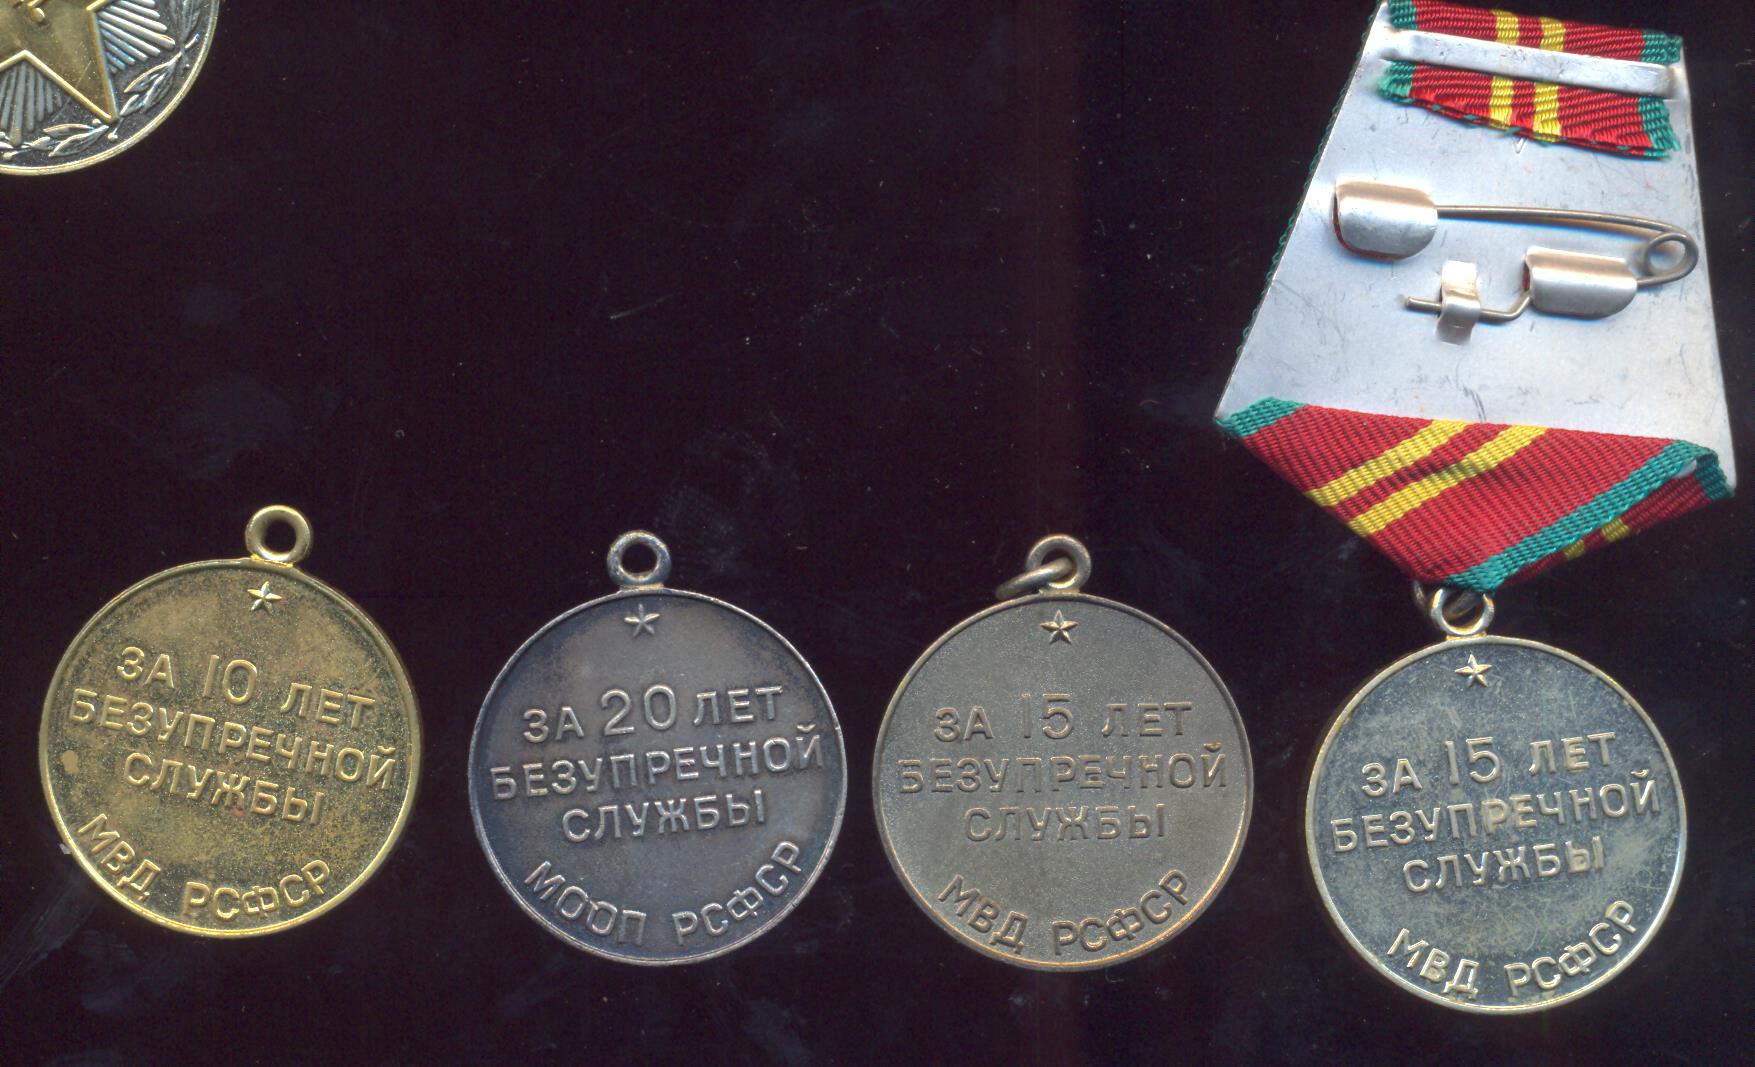 ЗА 10 ЛЕТ
БЕЗУПРЕЧНОЙ
СЛУЖБЫ
МВД РСФСР
ЗА 20 ЛЕТ
БЕЗУПРЕЧНОЙ
СЛУЖБЫ
МООП РСФСР
ЗА 15 ЛЕТ
БЕЗУПРЕЧНОЙ
СЛУЖБЫ
МВД РСФСР
ЗА 15 ЛЕТ
БЕЗУПРЕЧНОЙ
СЛУЖБЫ
МВД РСФСР